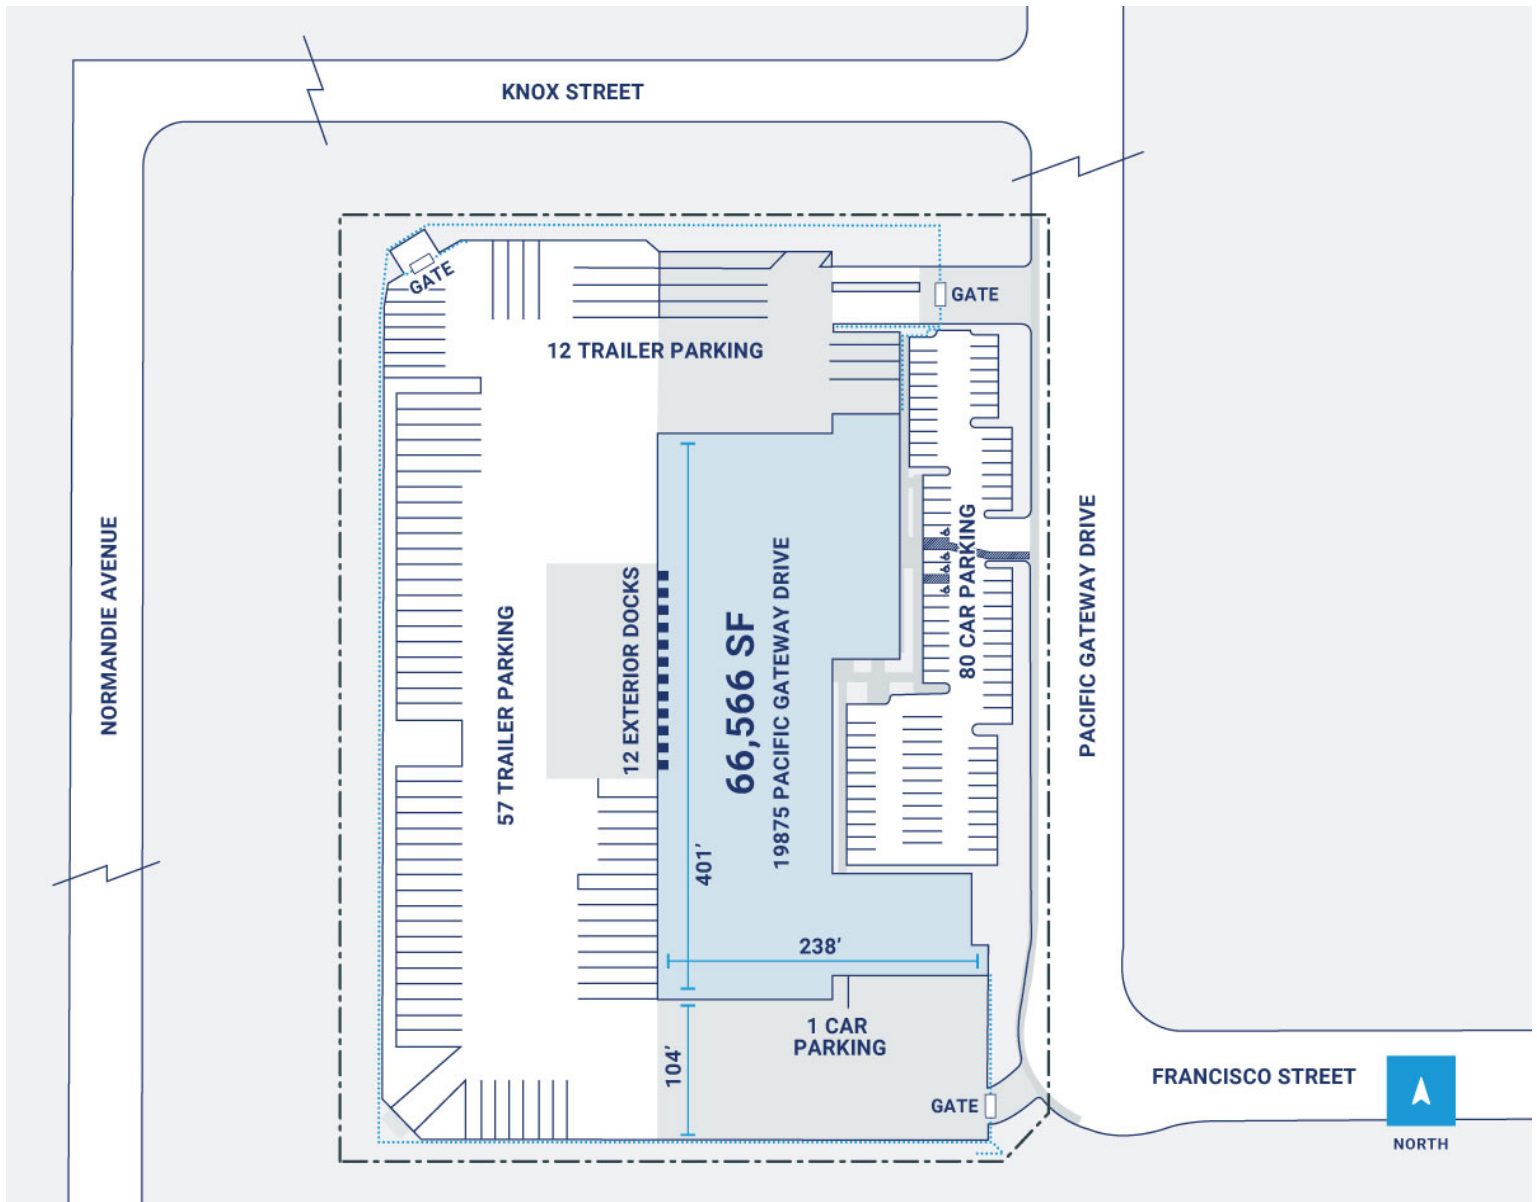 KNOX STREET
GATE
GATE
12 TRAILER PARKING
NORMANDIE AVENUE
57 TRAILER PARKING
12 EXTERIOR DOCKS
66,566 SF
19875 PACIFIC GATEWAY DRIVE
80 CAR PARKING
PACIFIC GATEWAY DRIVE
401’
238’
1 CAR
PARKING
104’
GATE
FRANCISCO STREET
NORTH